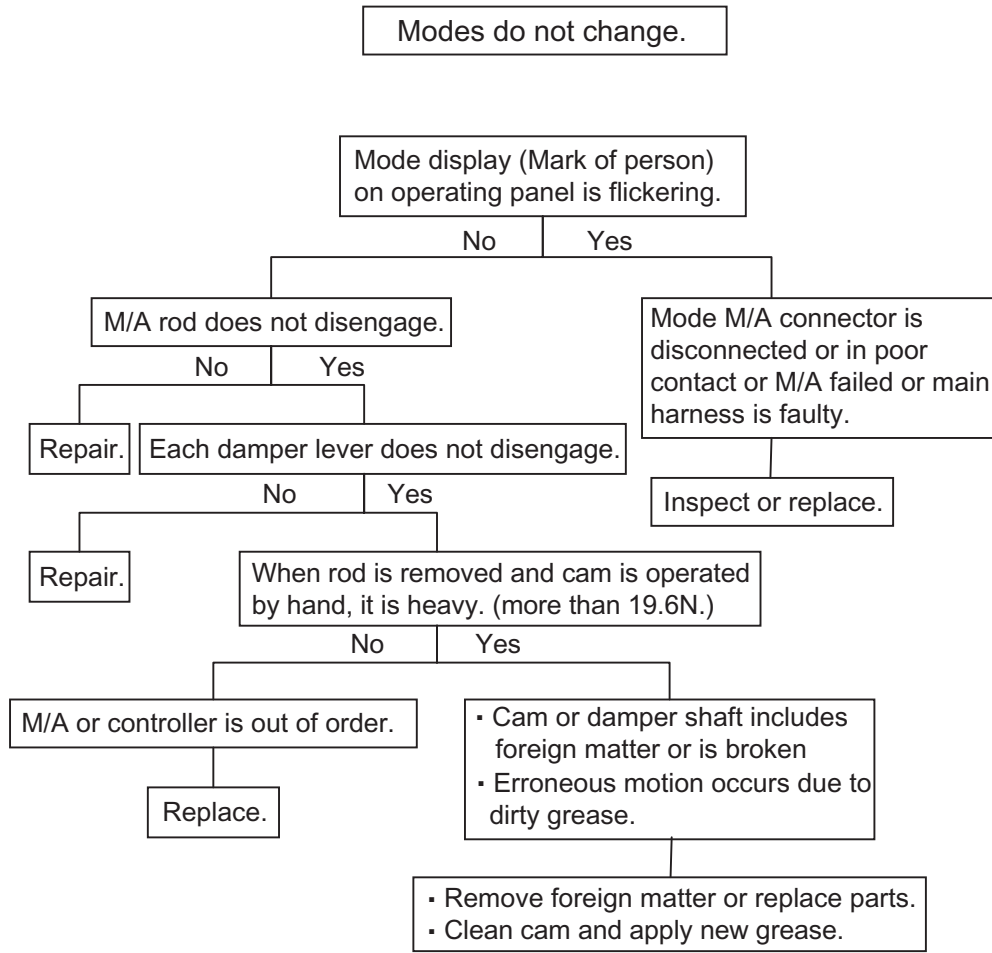 Modes do not change.
Mode display (Mark of person)
on operating panel is flickering.
No Yes
M/A rod does not disengage.
Mode M/A connector is
disconnected or in poor
contact or M/A failed or main
harness is faulty.
No Yes
Repair.
Each damper lever does not disengage.
Inspect or replace.
No Yes
Repair.
When rod is removed and cam is operated
by hand, it is heavy. (more than 19.6N.)
No Yes
M/A or controller is out of order.
Replace.
・Cam or damper shaft includes
foreign matter or is broken
・Erroneous motion occurs due to
dirty grease.
・Remove foreign matter or replace parts.
・Clean cam and apply new grease.